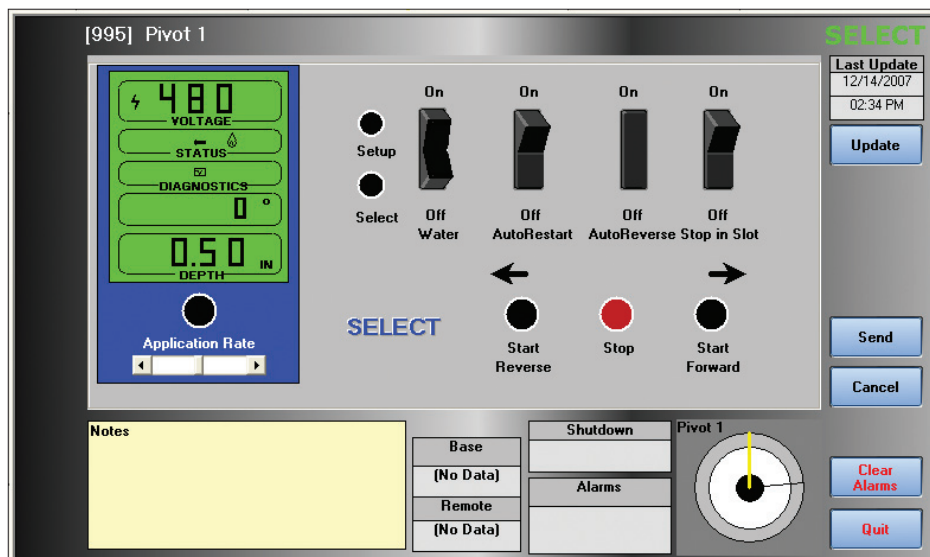 [995] Pivot 1
SELECT
Last Update
12/14/2007
02:34 PM
Update
480
VOLTAGE
STATUS
DIAGNOSTICS
0 °
0.50 IN
DEPTH
Application Rate
Setup
Select
On On On On
Off Off Off Off
Water AutoRestart AutoReverse Stop in Slot
SELECT
Start Reverse
Stop
Start Forward
Send
Cancel
Notes
Base
(No Data)
Remote
(No Data)
Shutdown
Alarms
Pivot 1
Clear
Alarms
Quit